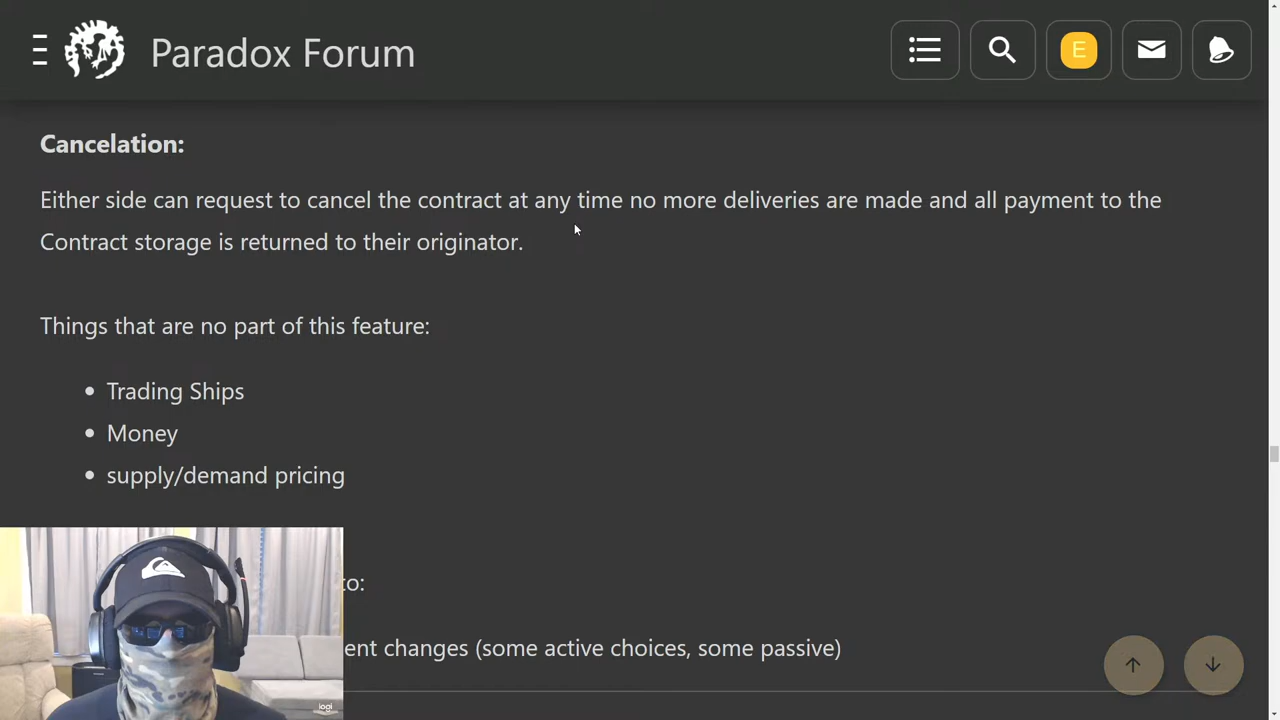 Paradox Forum
E
Cancelation:
Either side can request to cancel the contract at any time no more deliveries are made and all payment to the
Contract storage is returned to their originator.
Things that are no part of this feature:
Trading Ships
Money
supply/demand pricing
to:
ent changes (some active choices, some passive)
logi